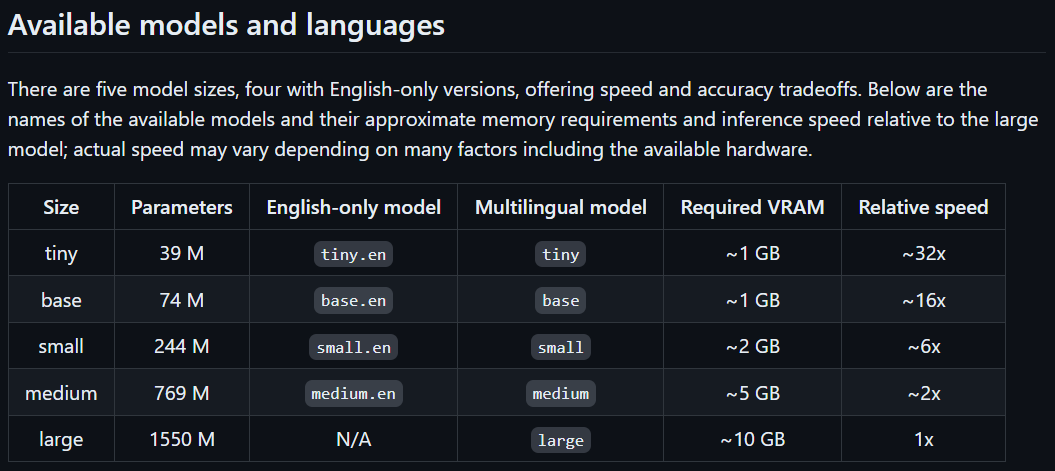 Available models and languages
There are five model sizes, four with English-only versions, offering speed and accuracy tradeoffs. Below are the
names of the available models and their approximate memory requirements and inference speed relative to the large
model; actual speed may vary depending on many factors including the available hardware.
Size Parameters English-only model Multilingual model Required VRAM Relative speed
tiny 39 M tiny.en tiny ~1 GB ~32x
base 74 M base.en base ~1 GB ~16x
small 244 M small.en small ~2 GB ~6x
medium 769 M medium.en medium ~5 GB ~2x
large 1550 M N/A large ~10 GB 1x